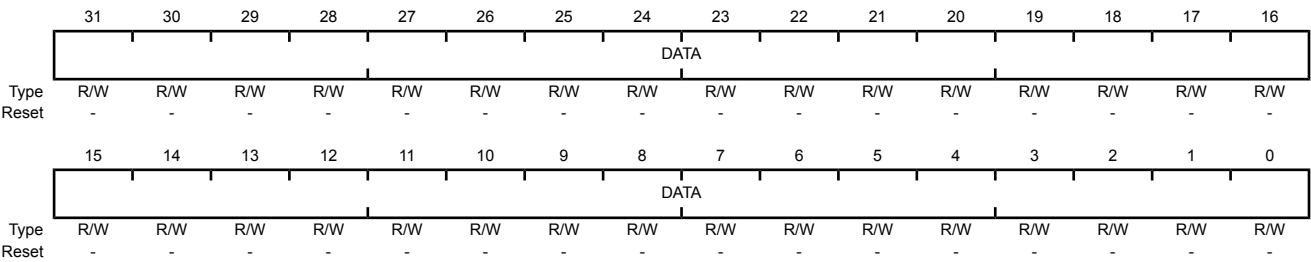 31 30 29 28 27 26 25 24 23 22 21 20 19 18 17 16
DATA
Type R/W R/W R/W R/W R/W R/W R/W R/W R/W R/W R/W R/W R/W R/W R/W R/W
Reset - - - - - - - - - - - - - - - -
15 14 13 12 11 10 9 8 7 6 5 4 3 2 1 0
DATA
Type R/W R/W R/W R/W R/W R/W R/W R/W R/W R/W R/W R/W R/W R/W R/W R/W
Reset - - - - - - - - - - - - - - - -